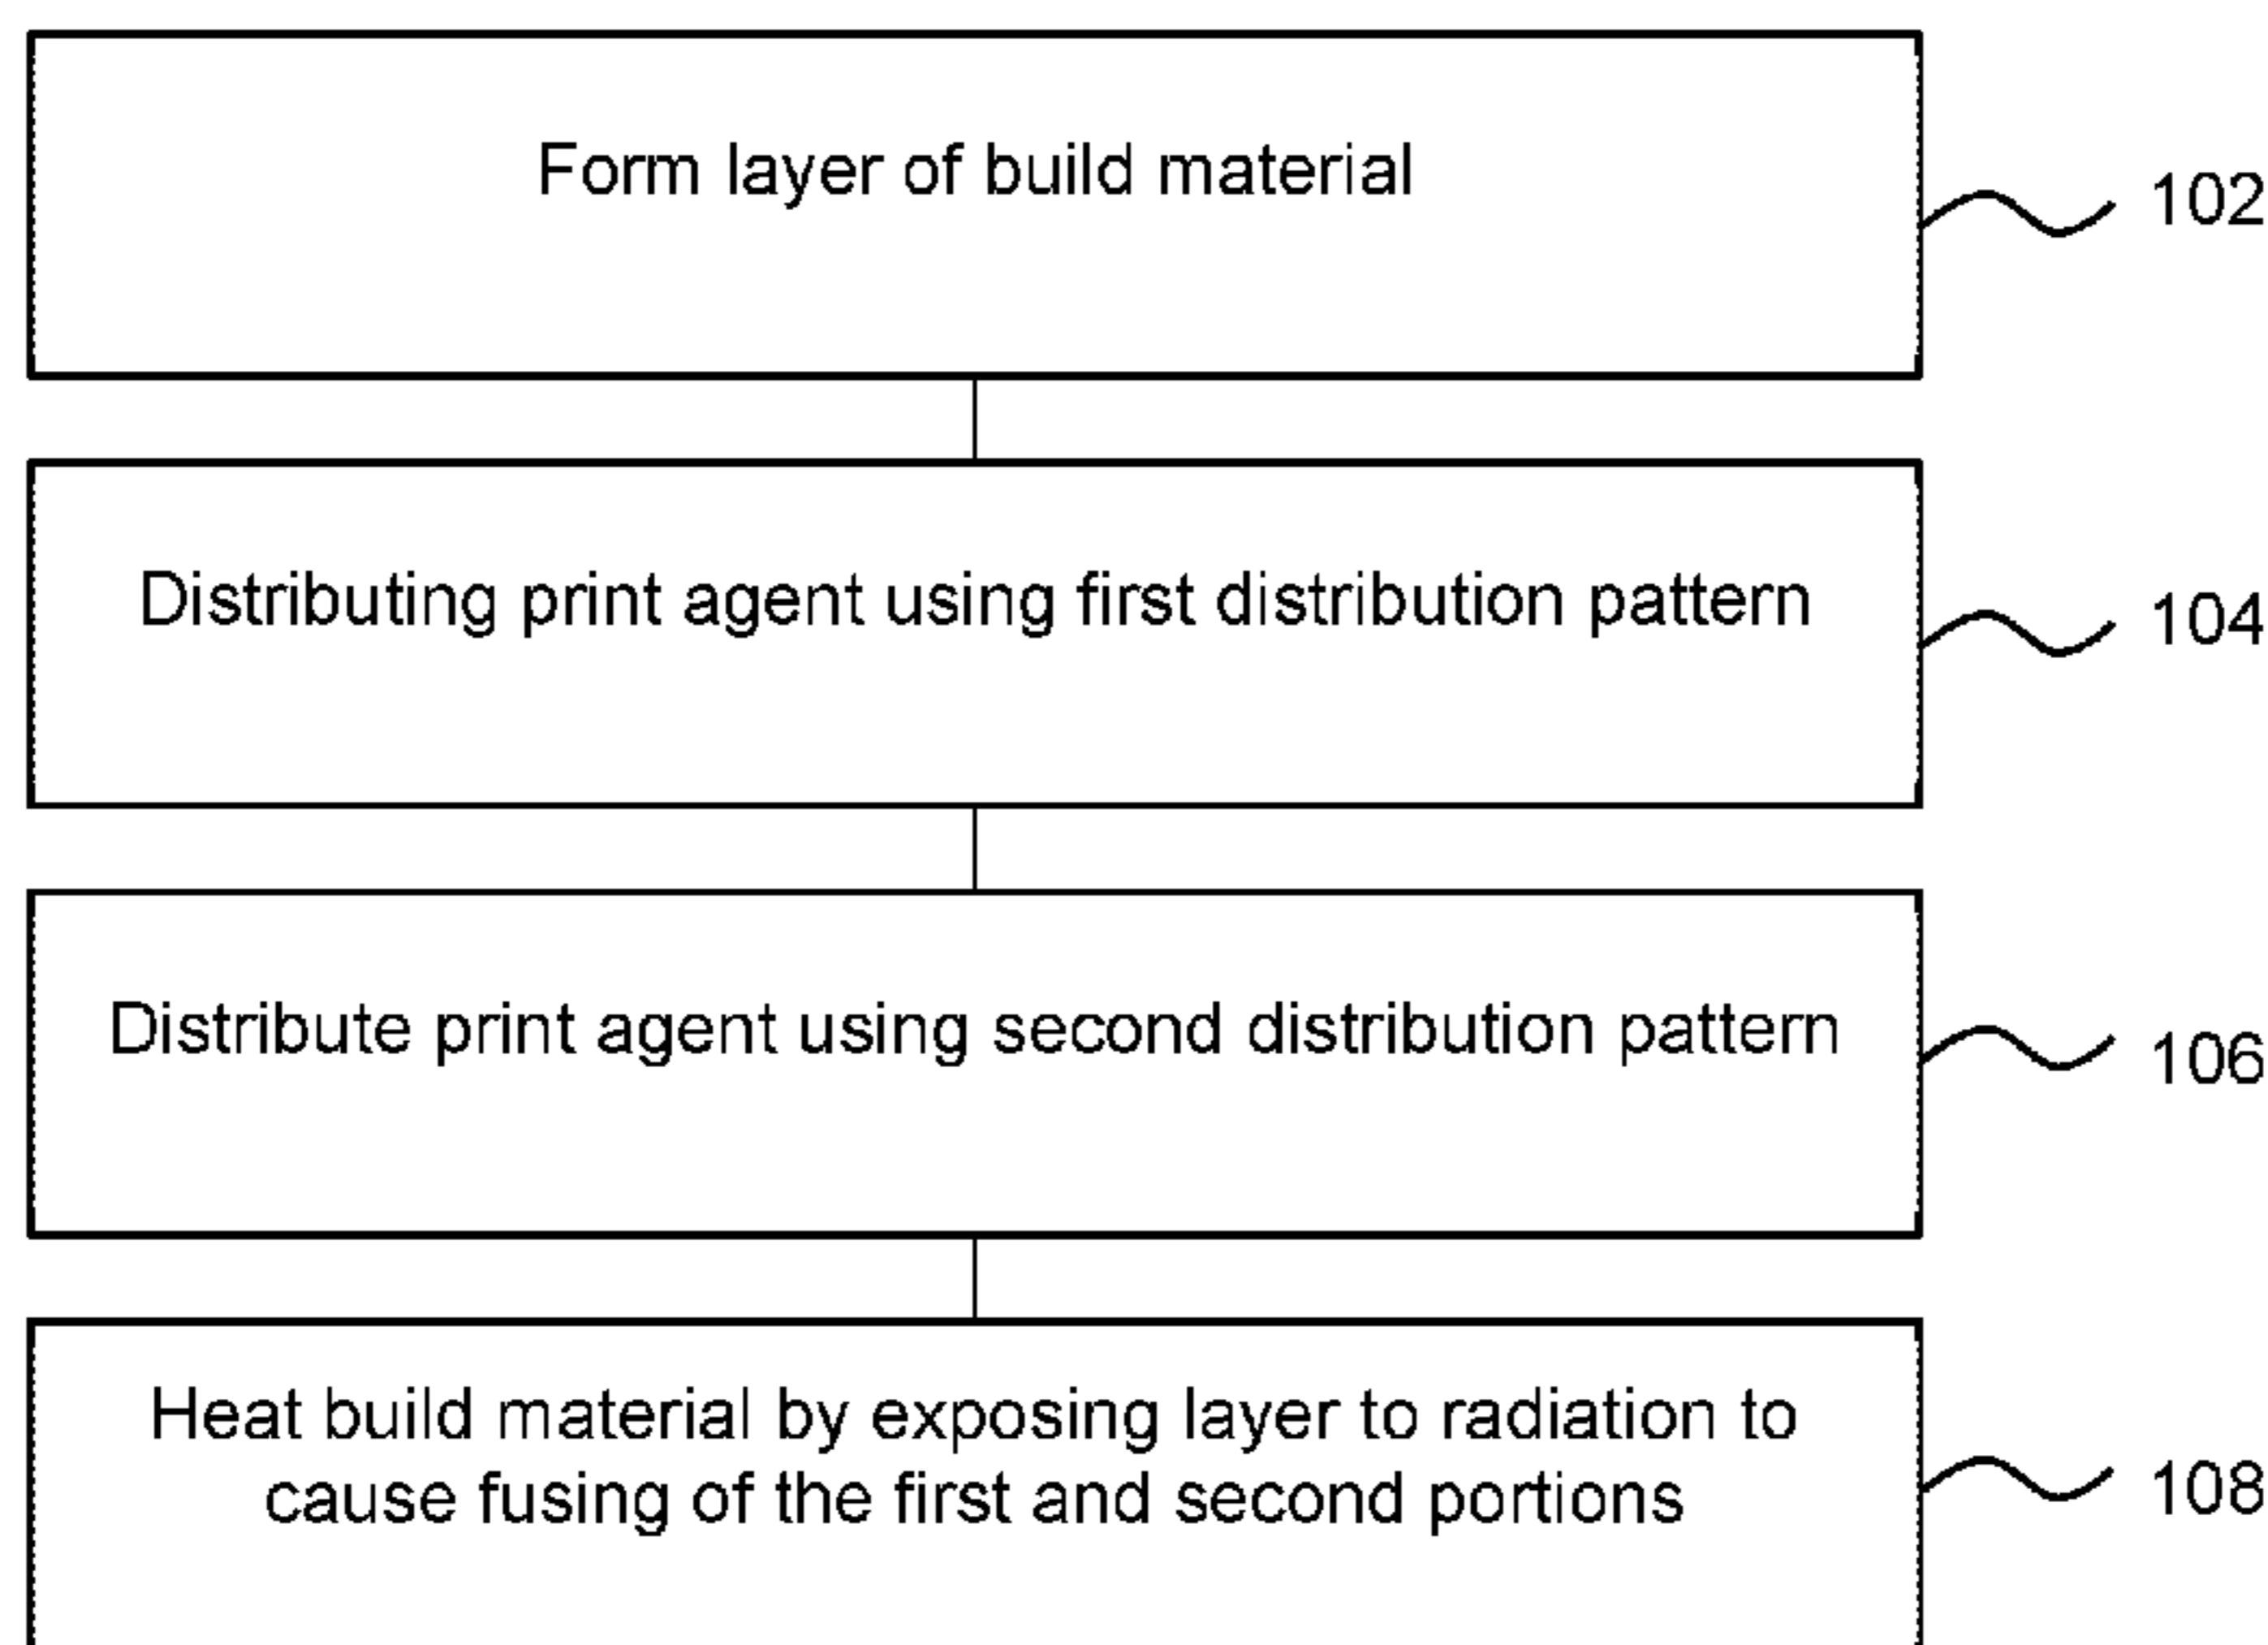 Form layer of build material
102
Distributing print agent using first distribution pattern
104
Distribute print agent using second distribution pattern
106
Heat build material by exposing layer to radiation to
cause fusing of the first and second portions
108